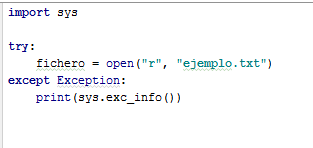 import sys
try:
    fichero = open("r", "ejemplo.txt")
except Exception:
    print(sys.exc_info())